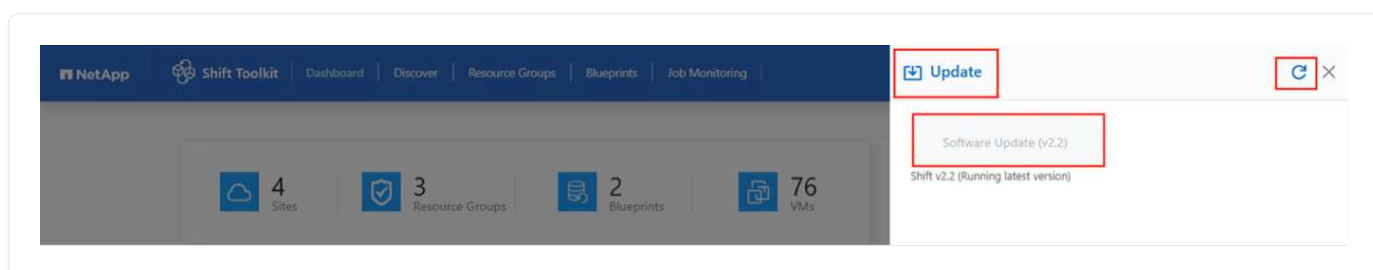 NetApp Shift Toolkit Dashboard Discover Resource Groups Blueprints Job Monitoring
Update
Software Update (v2.2)
Shift v2.2 (Running latest version)
4
Sites
3
Resource Groups
2
Blueprints
76
VMs